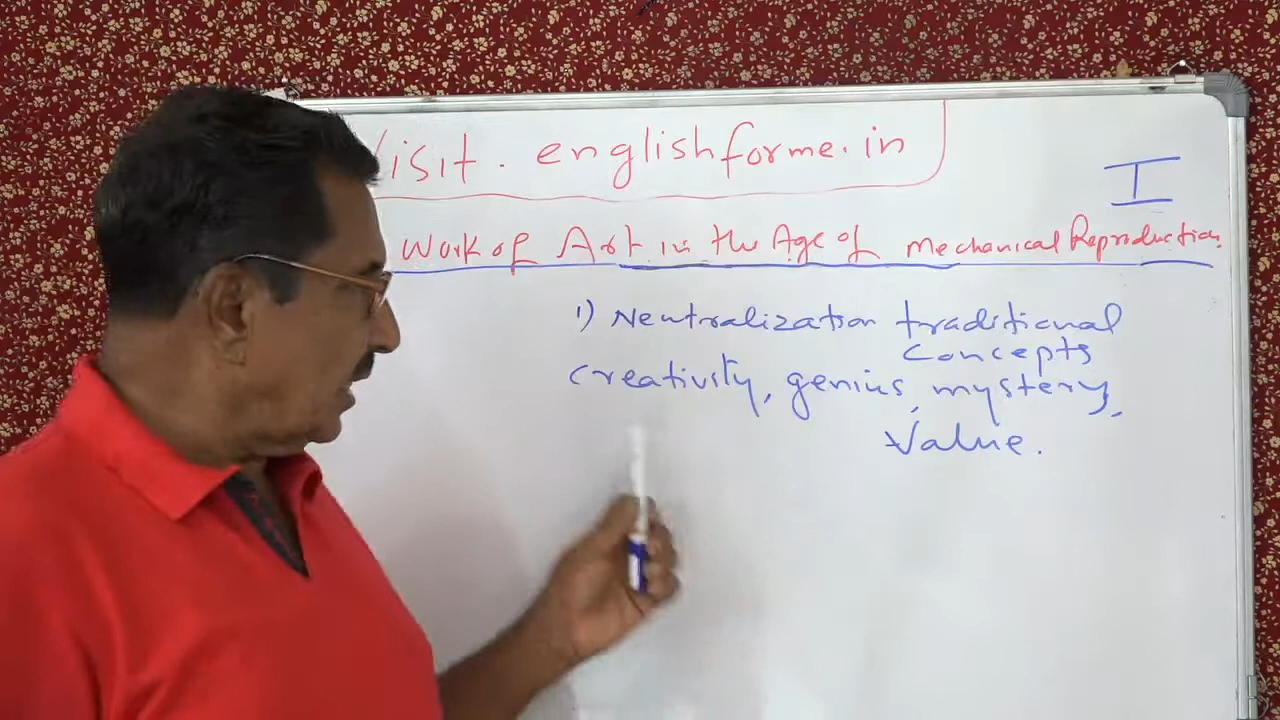 Visit. englishforme.in
I
Work of Art in the Age of Mechanical Reproduction
1) Neutralization traditional
concepts
creativity, genius, mystery,
Value.